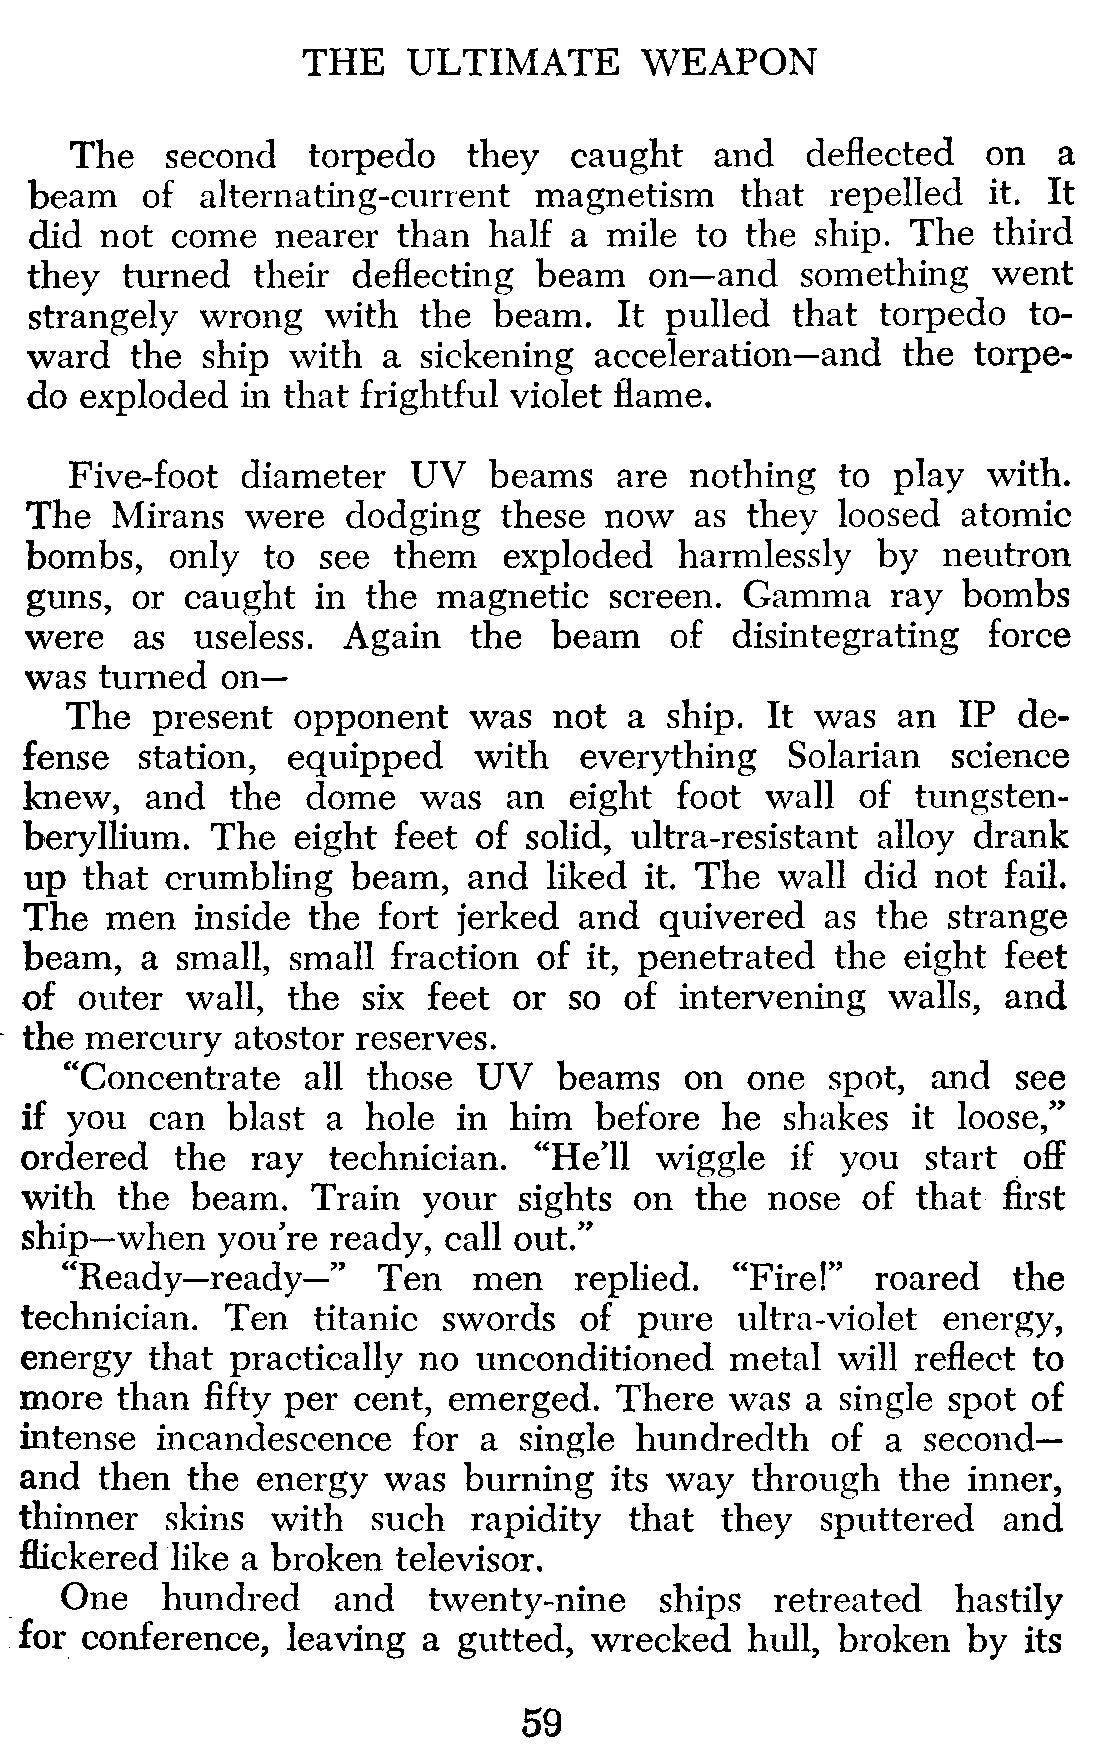 THE ULTIMATE WEAPON
The second torpedo they caught and deflected on a
beam of alternating-current magnetism that repelled it. It
did not come nearer than half a mile to the ship. The third
they turned their deflecting beam on—and something went
strangely wrong with the beam. It pulled that torpedo to-
ward the ship with a sickening acceleration—and the torpe-
do exploded in that frightful violet flame.
Five-foot diameter UV beams are nothing to play with.
The Mirans were dodging these now as they loosed atomic
bombs, only to see them exploded harmlessly by neutron
guns, or caught in the magnetic screen. Gamma ray bombs
were as useless. Again the beam of disintegrating force
was turned on—
The present opponent was not a ship. It was an IP de-
fense station, equipped with everything Solarian science
knew, and the dome was an eight foot wall of tungsten-
beryllium. The eight feet of solid, ultra-resistant alloy drank
up that crumbling beam, and liked it. The wall did not fail.
The men inside the fort jerked and quivered as the strange
beam, a small, small fraction of it, penetrated the eight feet
of outer wall, the six feet or so of intervening walls, and
the mercury atostor reserves.
“Concentrate all those UV beams on one spot, and see
if you can blast a hole in him before he shakes it loose,”
ordered the ray technician. “He’ll wiggle if you start off
with the beam. Train your sights on the nose of that first
ship—when you’re ready, call out.”
“Ready—ready—” Ten men replied. “Fire!” roared the
technician. Ten titanic swords of pure ultra-violet energy,
energy that practically no unconditioned metal will reflect to
more than fifty per cent, emerged. There was a single spot of
intense incandescence for a single hundredth of a second—
and then the energy was burning its way through the inner,
thinner skins with such rapidity that they sputtered and
flickered like a broken televisor.
One hundred and twenty-nine ships retreated hastily
for conference, leaving a gutted, wrecked hull, broken by its
59